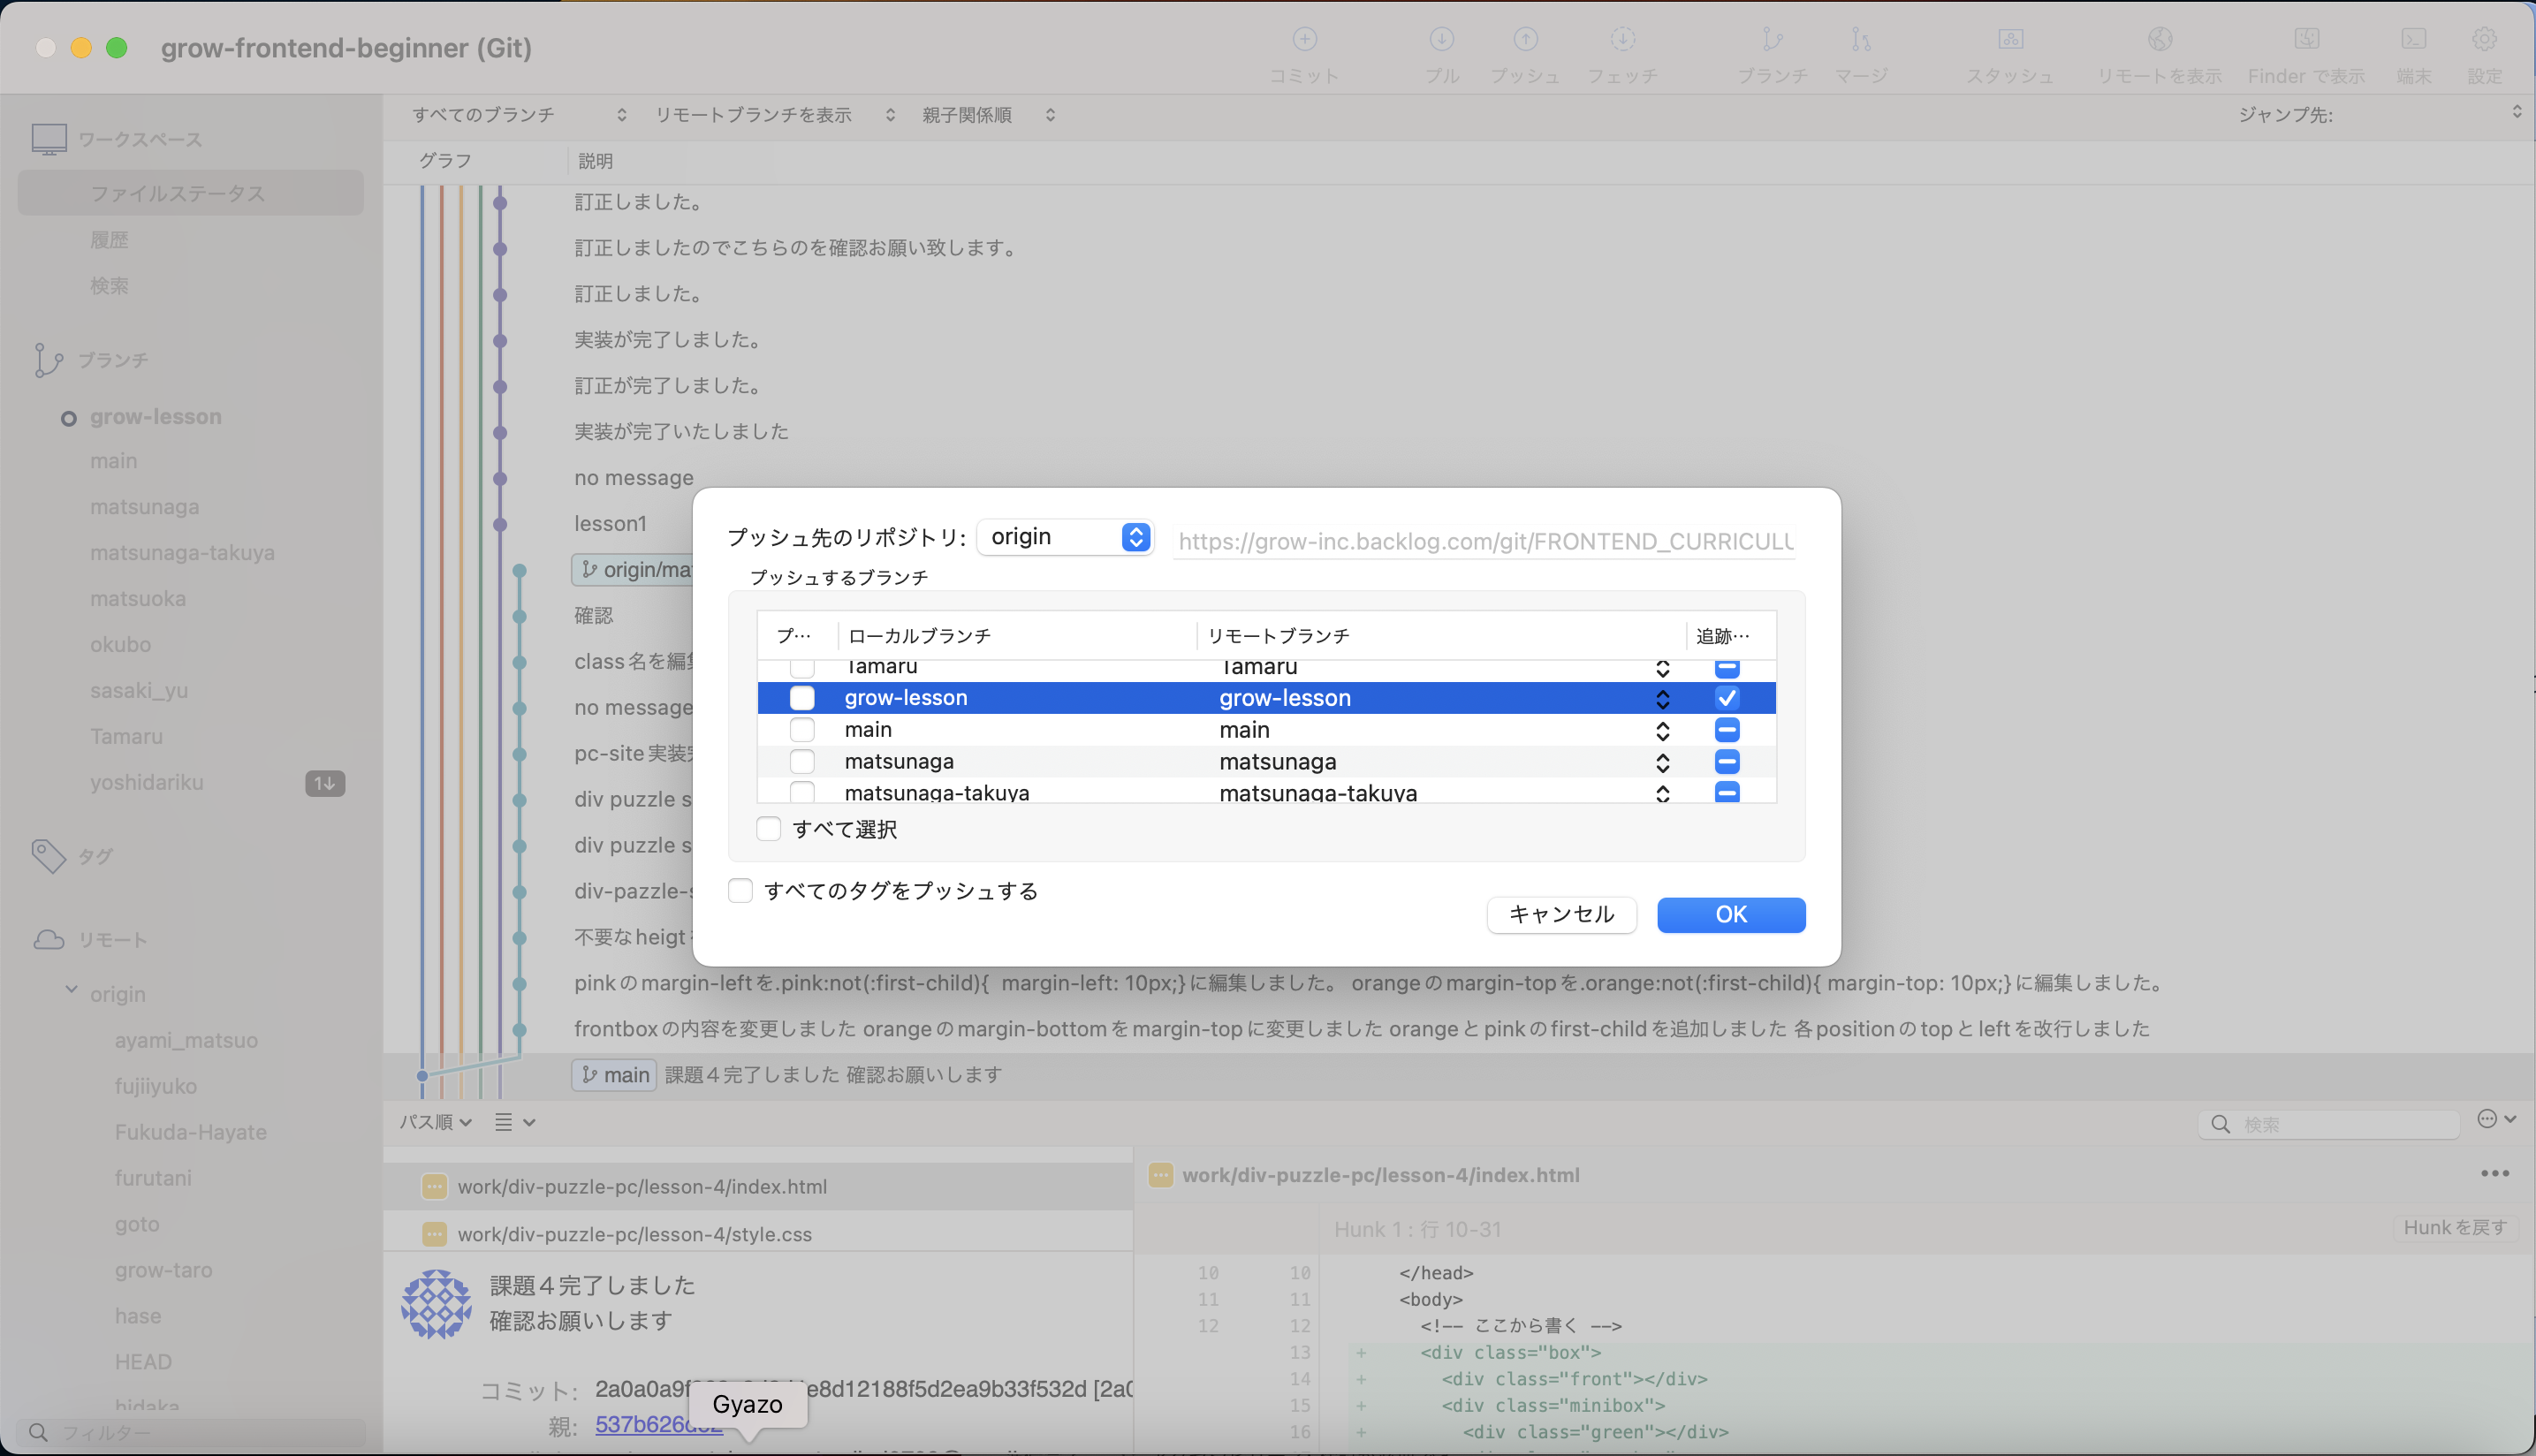 grow-frontend-beginner (Git)
コミット プル プッシュ フェッチ ブランチ マージ スタッシュ リモートを表示 Finder で表示 端末 設定
すべてのブランチ リモートブランチを表示 親子関係順 ジャンプ先:
グラフ 説明
ワークスペース
ファイルステータス
履歴
検索
ブランチ
grow-lesson
main
matsunaga
matsunaga-takuya
matsuoka
okubo
sasaki_yu
Tamaru
yoshidariku 1↓
タグ
リモート
origin
ayami_matsuo
fujiiyuko
Fukuda-Hayate
furutani
goto
grow-taro
hase
HEAD
hidaka
フィルター
訂正しました。
訂正しましたのでこちらのを確認お願い致します。
訂正しました。
実装が完了しました。
訂正が完了しました。
実装が完了いたしました
no message
lesson1
origin/ma
確認
class名を編
no message
pc-site実装
div puzzle s
div puzzle s
div-pazzle-s
不要なheigt
pinkのmargin-leftを.pink:not(:first-child){ margin-left: 10px;}に編集しました。 orangeのmargin-topを.orange:not(:first-child){ margin-top: 10px;}に編集しました。
frontboxの内容を変更しました orangeのmargin-bottomをmargin-topに変更しました orangeとpinkのfirst-childを追加しました 各positionのtopとleftを改行しました
main 課題４完了しました 確認お願いします
プッシュ先のリポジトリ: origin https://grow-inc.backlog.com/git/FRONTEND_CURRICUL
プッシュするブランチ
プ… ローカルブランチ リモートブランチ 追跡…
Tamaru Tamaru
grow-lesson grow-lesson
main main
matsunaga matsunaga
matsunaga-takuya matsunaga-takuya
すべて選択
すべてのタグをプッシュする
キャンセル OK
パス順 検索
work/div-puzzle-pc/lesson-4/index.html
work/div-puzzle-pc/lesson-4/style.css
課題４完了しました
確認お願いします
コミット: 2a0a0a9f e8d12188f5d2ea9b33f532d [2a0
親: 537b626d
Gyazo
work/div-puzzle-pc/lesson-4/index.html
Hunk 1 : 行 10-31 Hunkを戻す
10 10 </head>
11 11 <body>
12 12 <!-- ここから書く -->
13 + <div class="box">
14 + <div class="front"></div>
15 + <div class="minibox">
16 + <div class="green"></div>